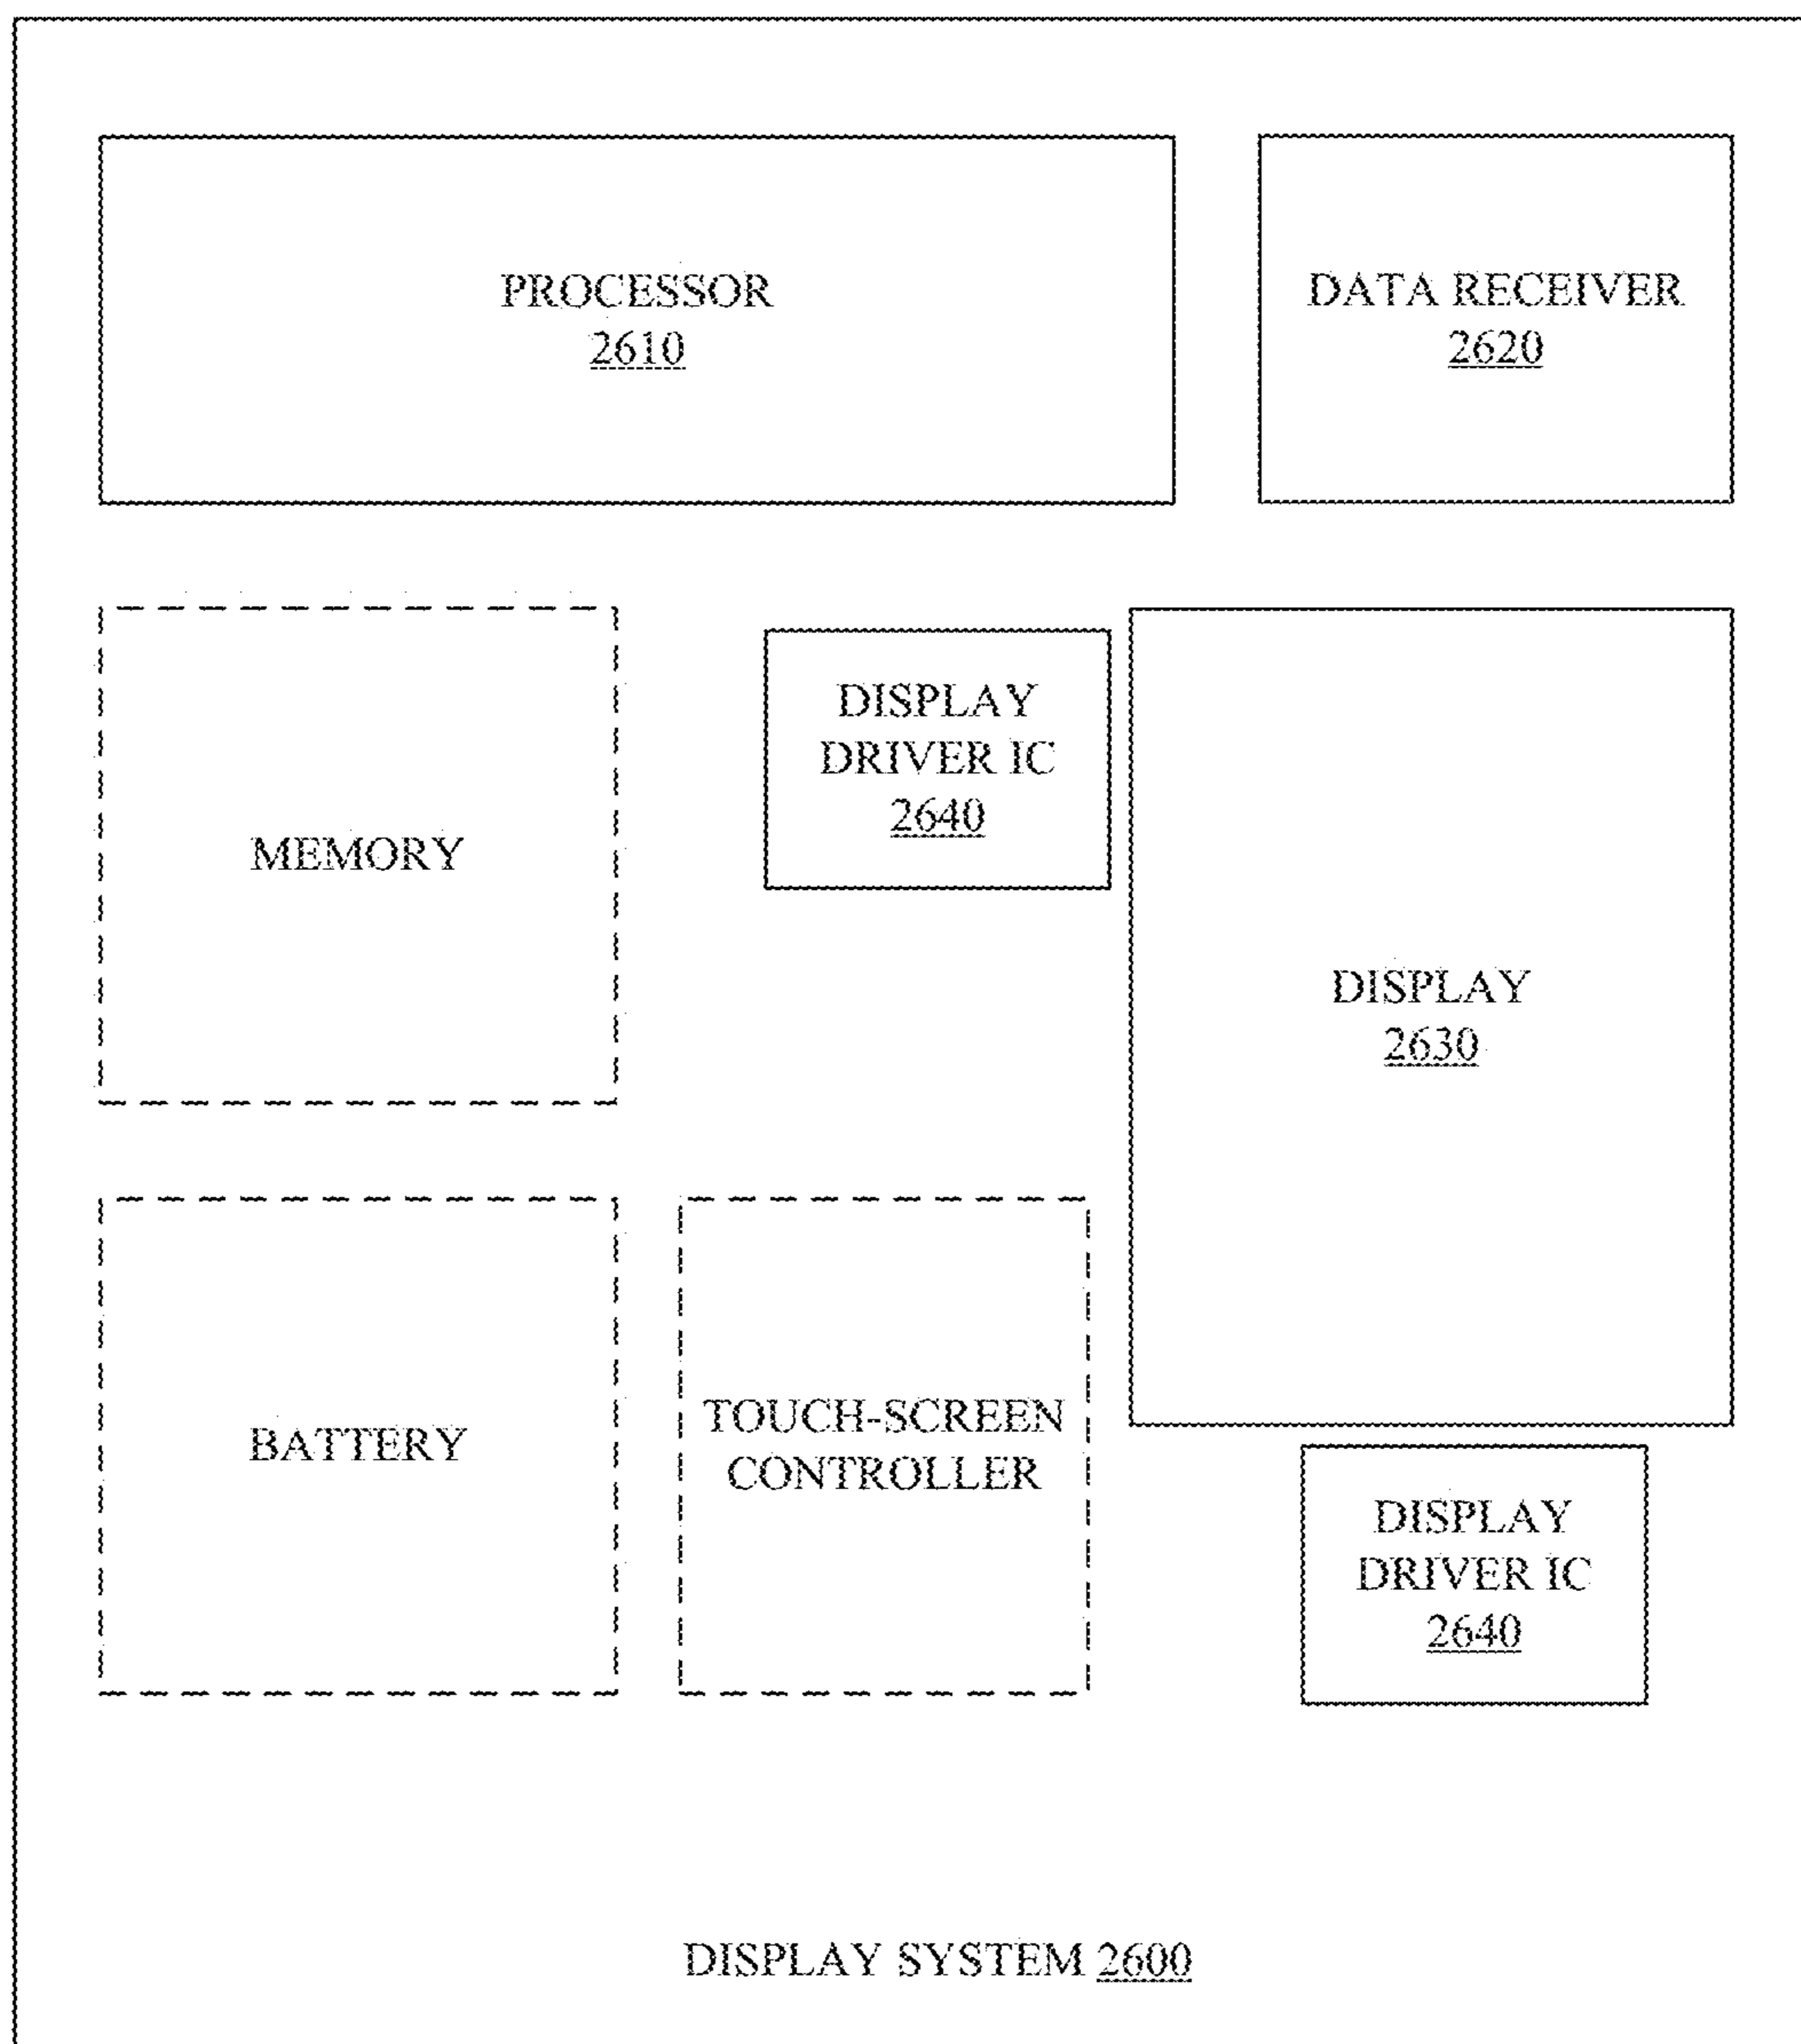 PROCESSOR
2610
DATA RECEIVER
2620
MEMORY
DISPLAY
DRIVER IC
2640
DISPLAY
2630
BATTERY
TOUCH-SCREEN
CONTROLLER
DISPLAY
DRIVER IC
2640
DISPLAY SYSTEM 2600